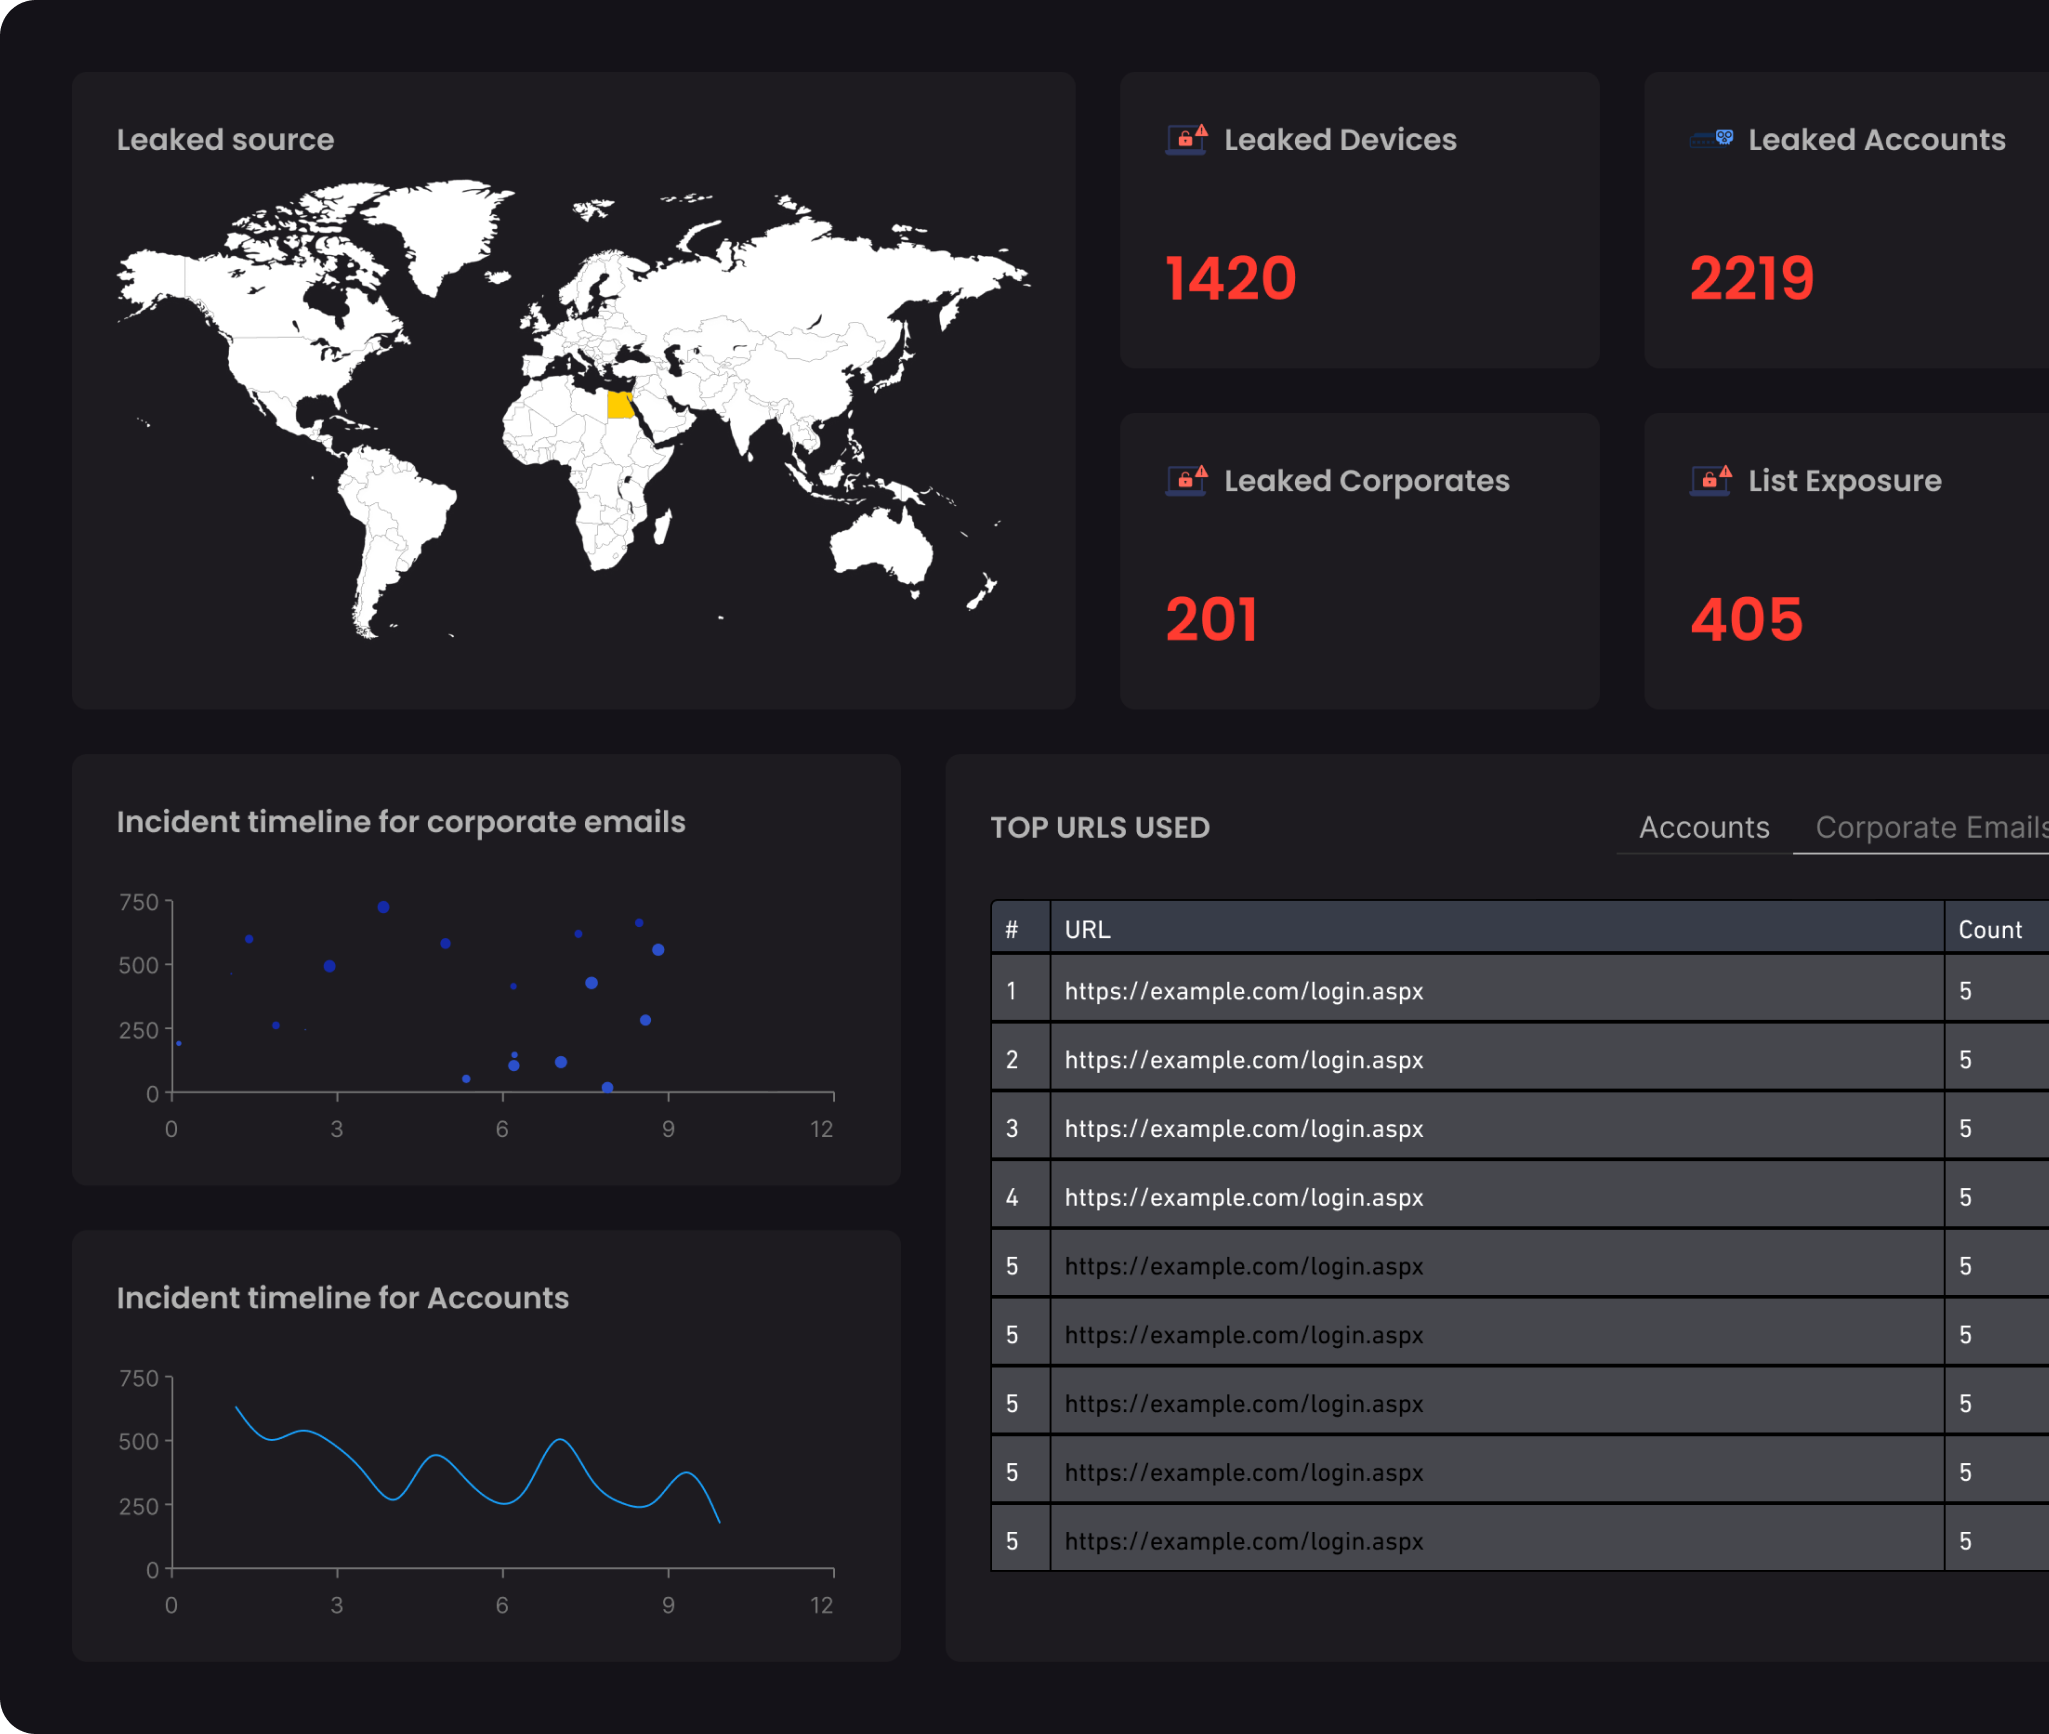 Leaked source
Leaked Devices
1420
Leaked Accounts
2219
Leaked Corporates
201
List Exposure
405
Incident timeline for corporate emails
750
500
250
0
0 3 6 9 12
Incident timeline for Accounts
750
500
250
0
0 3 6 9 12
TOP URLS USED
Accounts Corporate Emails
# URL Count
1 https://example.com/login.aspx 5
2 https://example.com/login.aspx 5
3 https://example.com/login.aspx 5
4 https://example.com/login.aspx 5
5 https://example.com/login.aspx 5
5 https://example.com/login.aspx 5
5 https://example.com/login.aspx 5
5 https://example.com/login.aspx 5
5 https://example.com/login.aspx 5